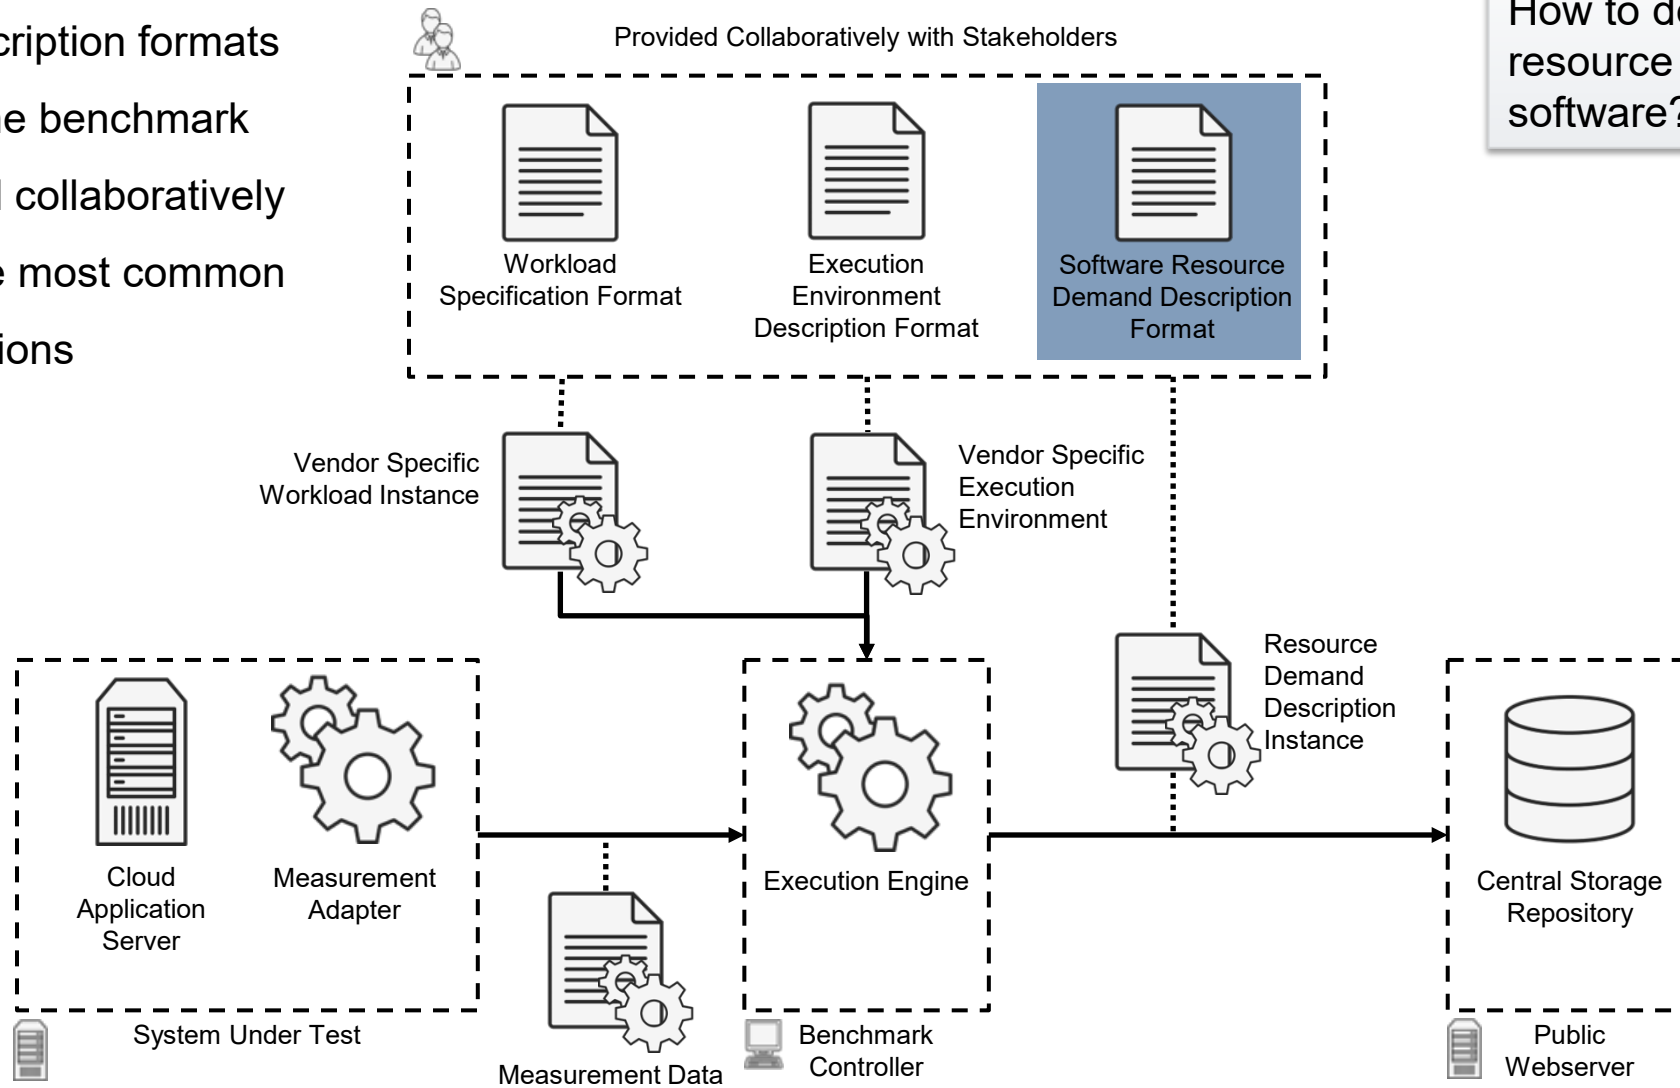 cription formats
ne benchmark
l collaboratively
e most common
ions
Provided Collaboratively with Stakeholders
How to de
resource
software?
Workload
Specification Format
Execution
Environment
Description Format
Software Resource
Demand Description
Format
Vendor Specific
Workload Instance
Vendor Specific
Execution
Environment
Resource
Demand
Description
Instance
Cloud
Application
Server
Measurement
Adapter
Execution Engine
Central Storage
Repository
System Under Test
Measurement Data
Benchmark
Controller
Public
Webserver